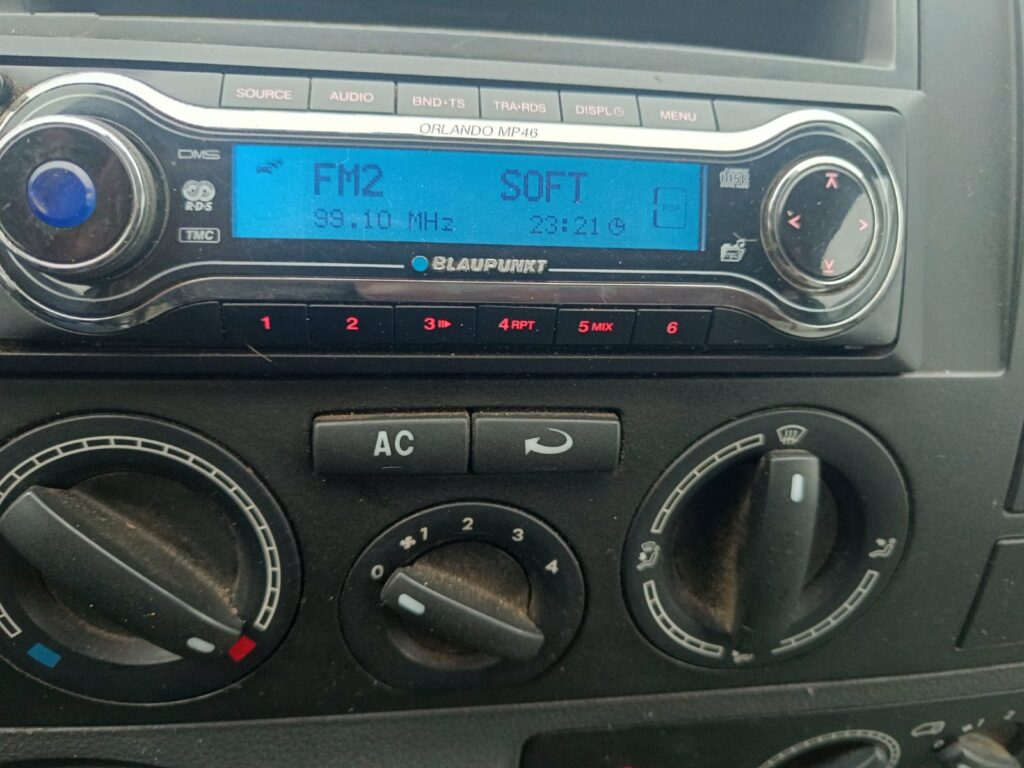 SOURCE AUDIO BND•TS TRA•RDS DISPL MENU
ORLANDO MP46
DMS
FM2 SOFT
disc
R•D•S
99.10 MHz 23:21
TMC
BLAUPUNKT
1 2 3 4 RPT 5 MIX 6
AC
0 1 2 3 4